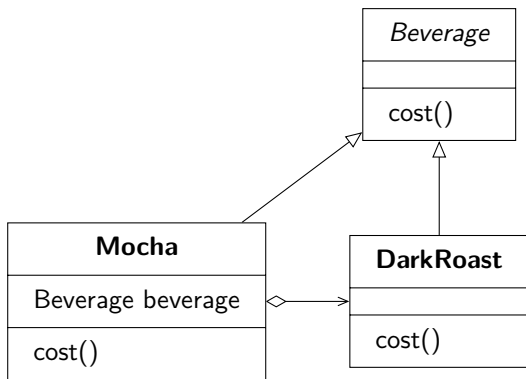 Beverage
cost()
Mocha
Beverage beverage
cost()
DarkRoast
cost()